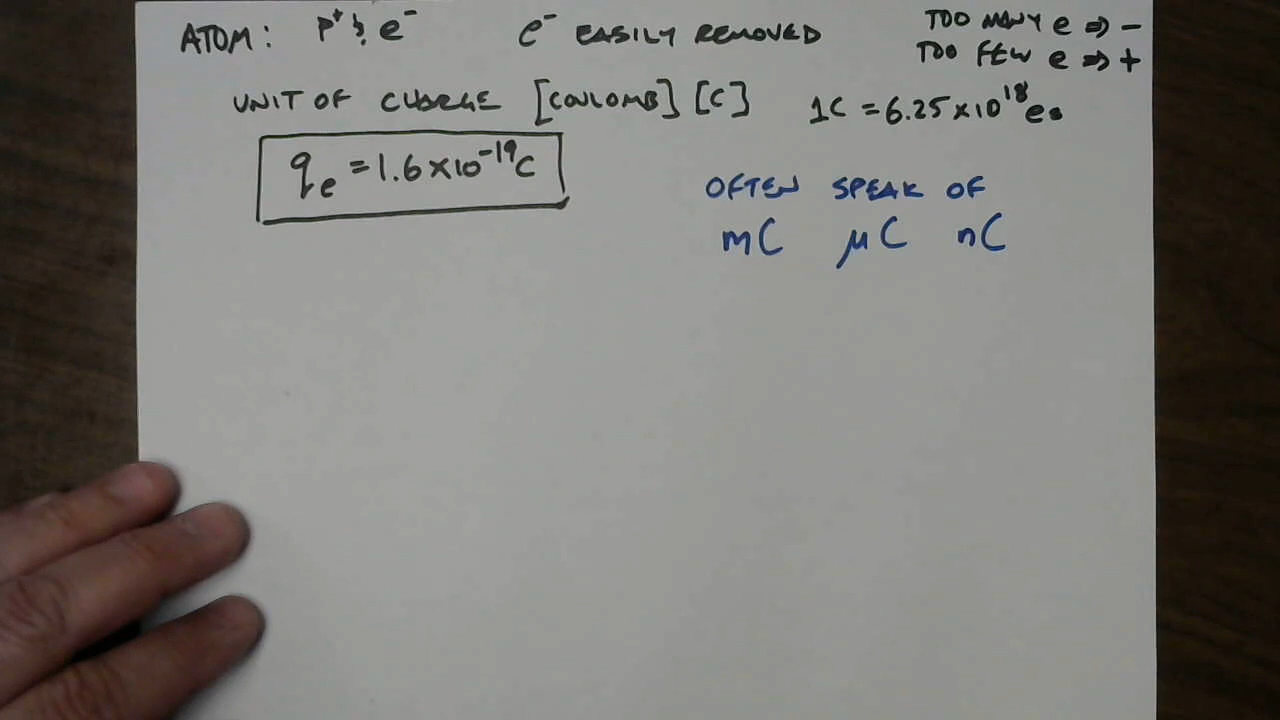 ATOM: P⁺ & e⁻ e⁻ EASILY REMOVED
TOO MANY e ⇒ −
TOO FEW e ⇒ +
UNIT OF CHARGE [COULOMB] [C] 1C = 6.25×10¹⁸ es
qₑ = 1.6×10⁻¹⁹C
OFTEN SPEAK OF
mC μC nC